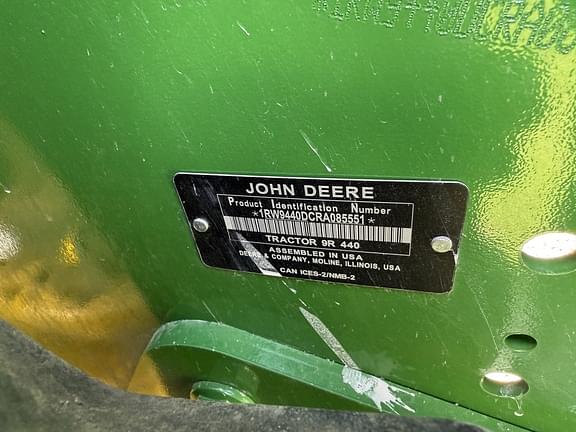 JOHN DEERE
Product Identification Number
*1RW9440DCRA085551*
TRACTOR 9R 440
ASSEMBLED IN USA
DEERE & COMPANY, MOLINE, ILLINOIS, USA
CAN ICES-2/NMB-2